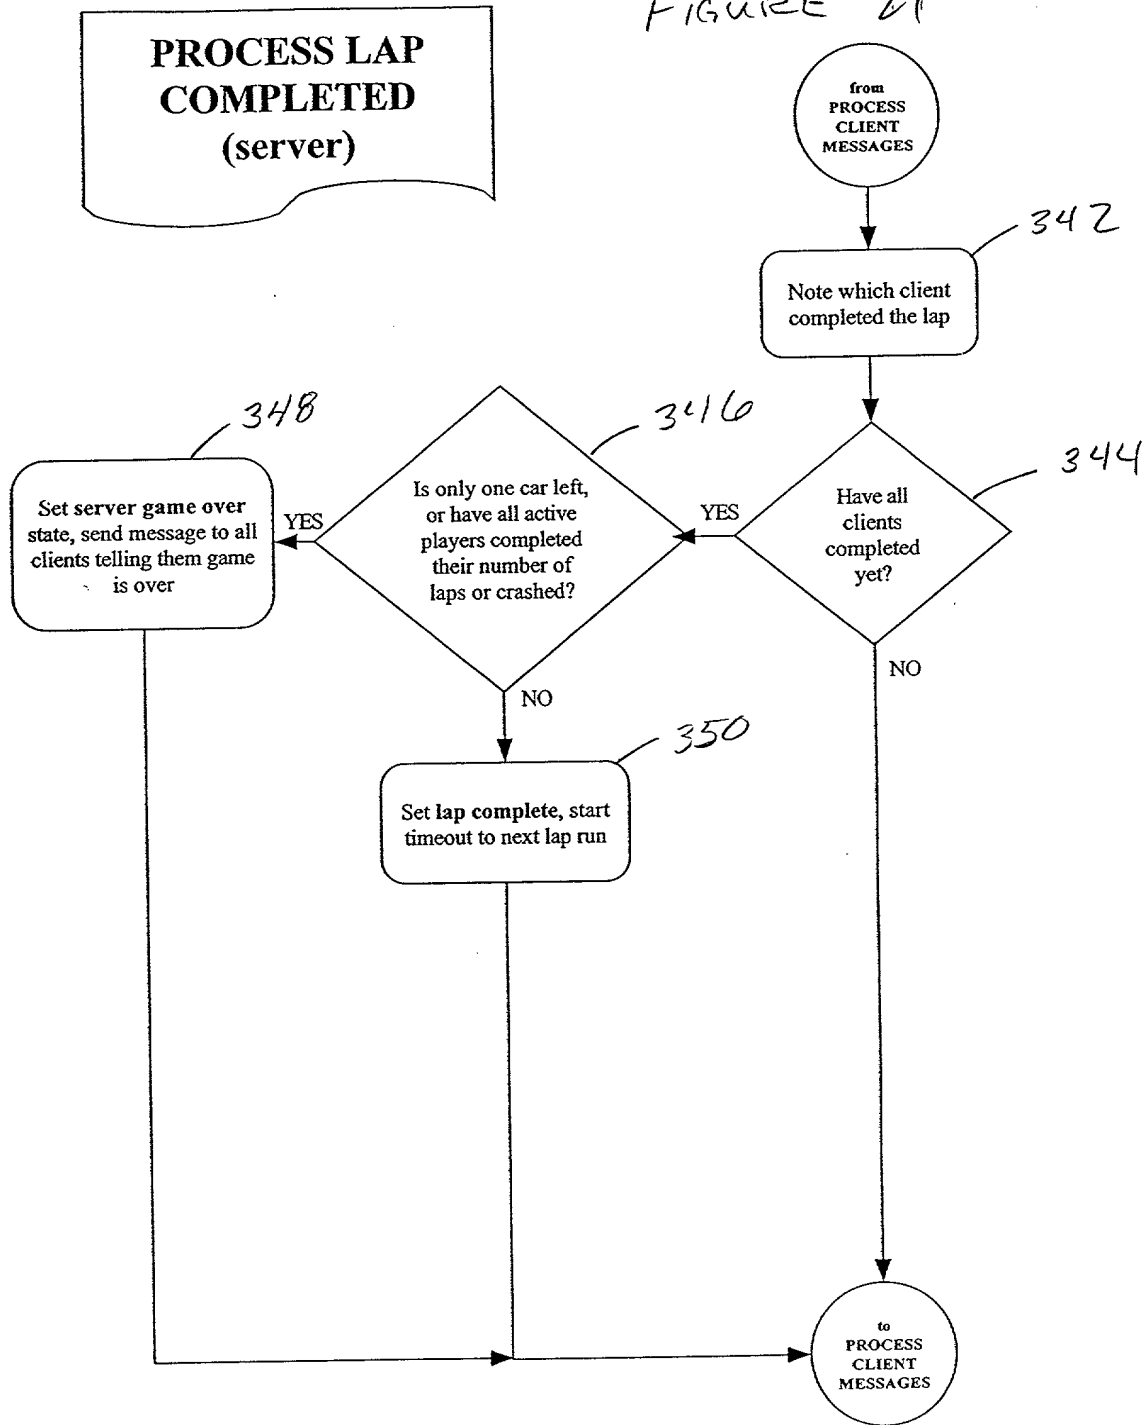 FIGURE
PROCESS LAP
COMPLETED
(server)
from
PROCESS
CLIENT
MESSAGES
342
Note which client
completed the lap
344
Have all
clients
completed
yet?
YES
NO
346
Is only one car left,
or have all active
players completed
their number of
laps or crashed?
YES
NO
348
Set server game over
state, send message to all
clients telling them game
is over
350
Set lap complete, start
timeout to next lap run
to
PROCESS
CLIENT
MESSAGES